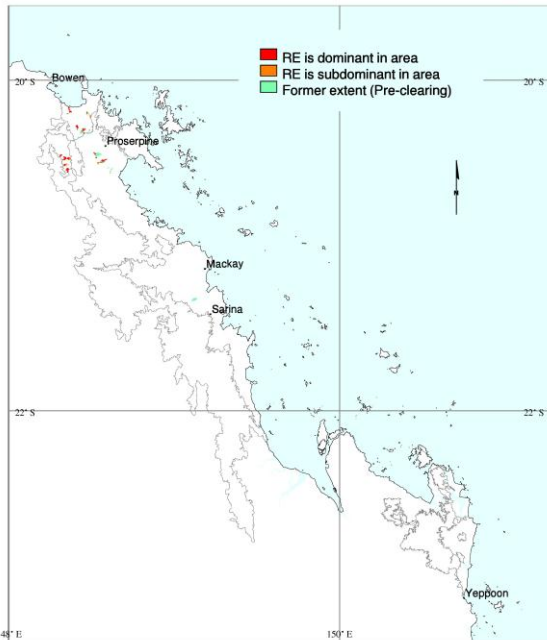 RE is dominant in area
RE is subdominant in area
Former extent (Pre-clearing)
20° S
20° S
Bowen
Proserpine
N
Mackay
Sarina
22° S
22° S
Yeppoon
48° E
150° E